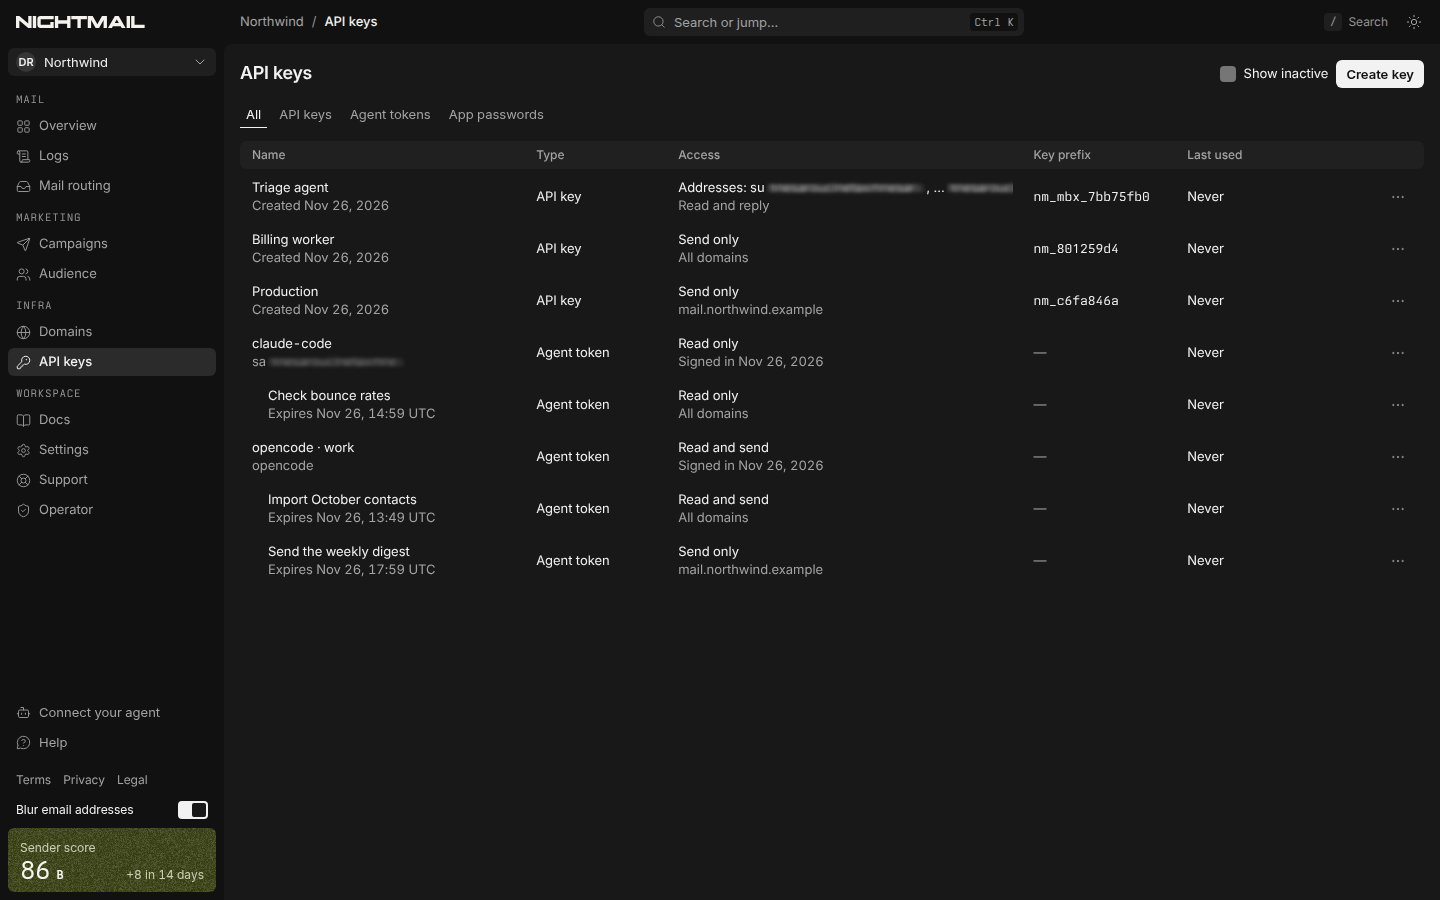 NIGHTMAIL
Northwind / API keys
Search or jump...
Ctrl K
/ Search
DR Northwind
MAIL
Overview
Logs
Mail routing
MARKETING
Campaigns
Audience
INFRA
Domains
API keys
WORKSPACE
Docs
Settings
Support
Operator
Connect your agent
Help
Terms Privacy Legal
Blur email addresses
Sender score
86 B +8 in 14 days
API keys
Show inactive
Create key
All API keys Agent tokens App passwords
Name Type Access Key prefix Last used
Triage agent
Created Nov 26, 2026
API key
Addresses: su , ...
Read and reply
nm_mbx_7bb75fb0
Never
Billing worker
Created Nov 26, 2026
API key
Send only
All domains
nm_801259d4
Never
Production
Created Nov 26, 2026
API key
Send only
mail.northwind.example
nm_c6fa846a
Never
claude-code
sa
Agent token
Read only
Signed in Nov 26, 2026
—
Never
Check bounce rates
Expires Nov 26, 14:59 UTC
Agent token
Read only
All domains
—
Never
opencode · work
opencode
Agent token
Read and send
Signed in Nov 26, 2026
—
Never
Import October contacts
Expires Nov 26, 13:49 UTC
Agent token
Read and send
All domains
—
Never
Send the weekly digest
Expires Nov 26, 17:59 UTC
Agent token
Send only
mail.northwind.example
—
Never